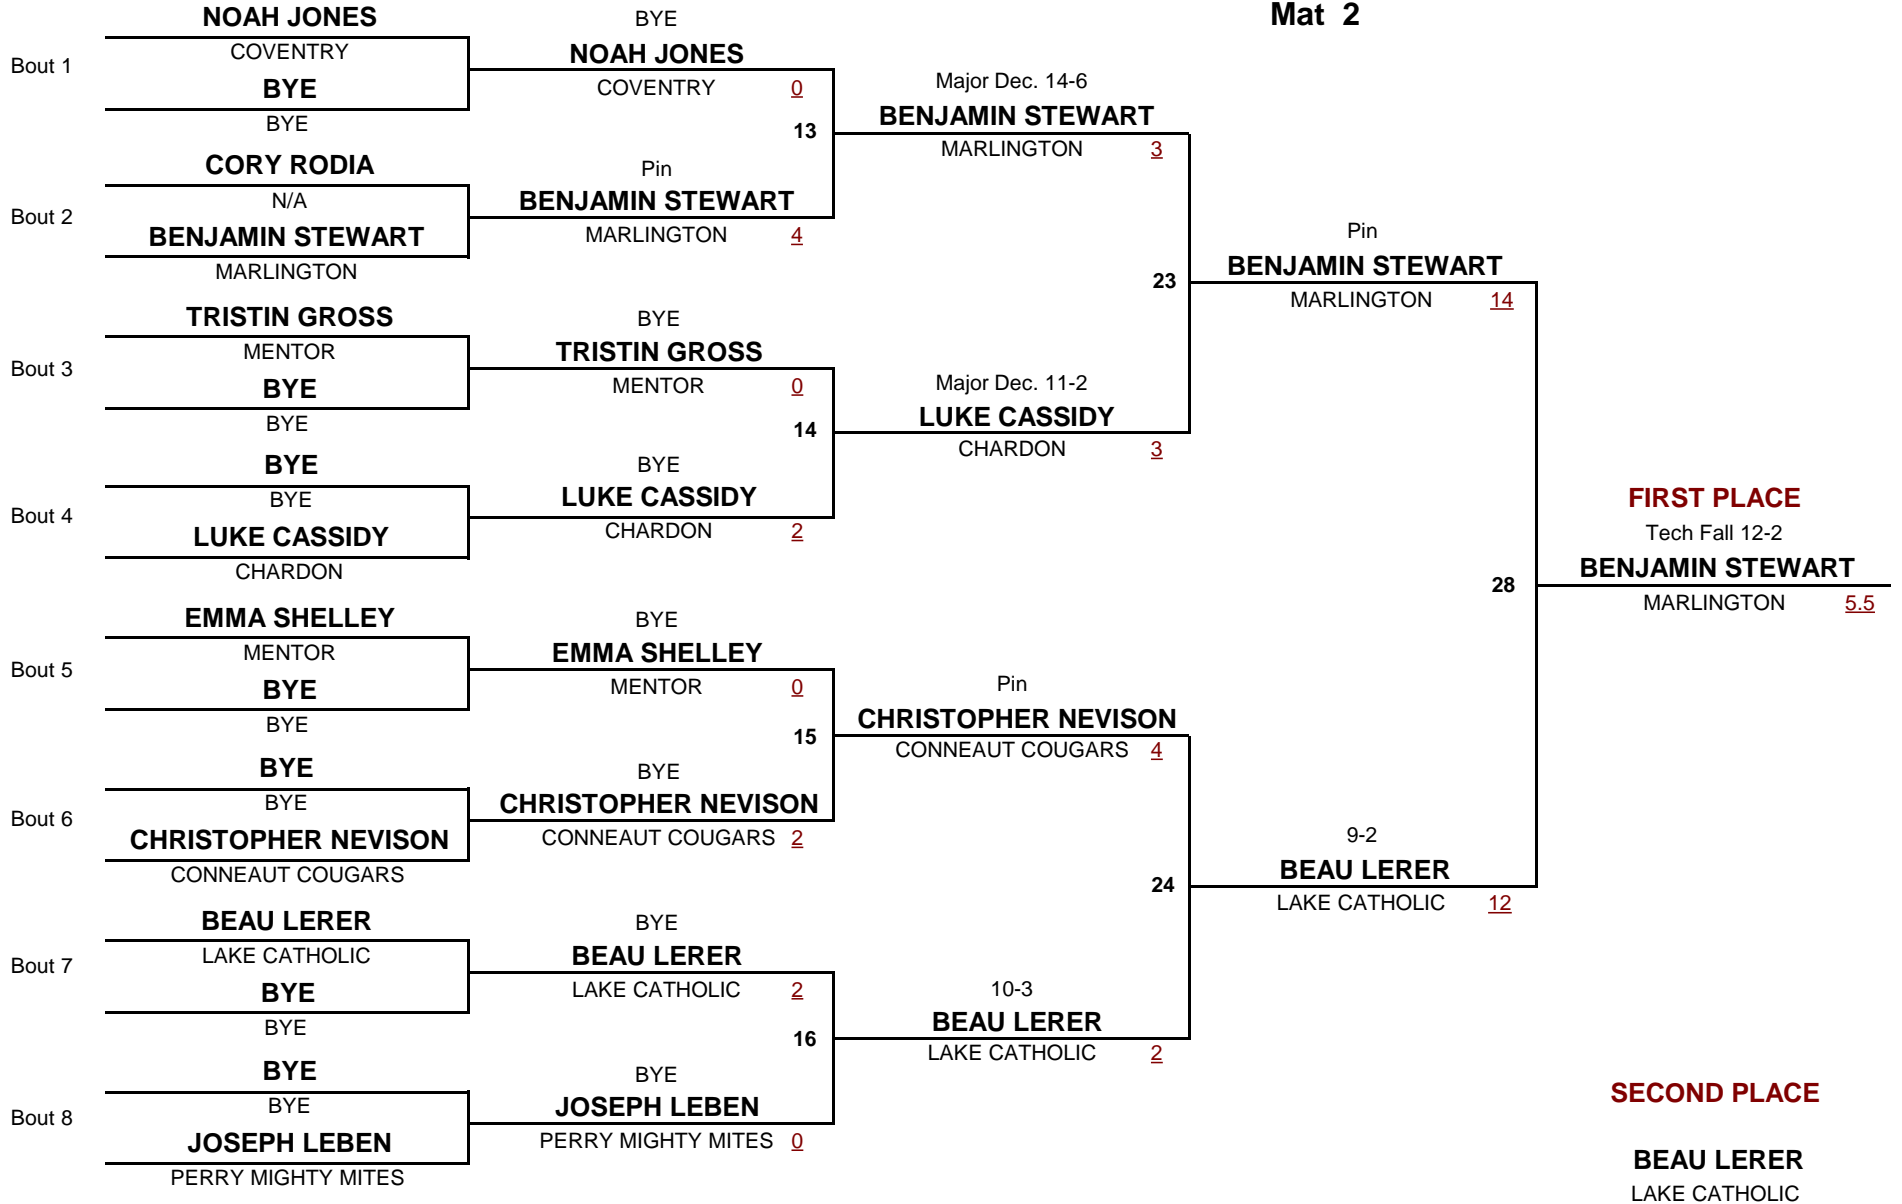 Mat 2
NOAH JONES
COVENTRY
Bout 1
BYE
BYE
CORY RODIA
N/A
Bout 2
BENJAMIN STEWART
MARLINGTON
TRISTIN GROSS
MENTOR
Bout 3
BYE
BYE
BYE
BYE
Bout 4
LUKE CASSIDY
CHARDON
EMMA SHELLEY
MENTOR
Bout 5
BYE
BYE
BYE
BYE
Bout 6
CHRISTOPHER NEVISON
CONNEAUT COUGARS
BEAU LERER
LAKE CATHOLIC
Bout 7
BYE
BYE
BYE
BYE
Bout 8
JOSEPH LEBEN
PERRY MIGHTY MITES
BYE
NOAH JONES
COVENTRY 0
13
Pin
BENJAMIN STEWART
MARLINGTON 4
BYE
TRISTIN GROSS
MENTOR 0
14
BYE
LUKE CASSIDY
CHARDON 2
BYE
EMMA SHELLEY
MENTOR 0
15
BYE
CHRISTOPHER NEVISON
CONNEAUT COUGARS 2
BYE
BEAU LERER
LAKE CATHOLIC 2
16
BYE
JOSEPH LEBEN
PERRY MIGHTY MITES 0
Major Dec. 14-6
BENJAMIN STEWART
MARLINGTON 3
23
Major Dec. 11-2
LUKE CASSIDY
CHARDON 3
Pin
CHRISTOPHER NEVISON
CONNEAUT COUGARS 4
24
10-3
BEAU LERER
LAKE CATHOLIC 2
Pin
BENJAMIN STEWART
MARLINGTON 14
28
9-2
BEAU LERER
LAKE CATHOLIC 12
FIRST PLACE
Tech Fall 12-2
BENJAMIN STEWART
MARLINGTON 5.5
SECOND PLACE
BEAU LERER
LAKE CATHOLIC